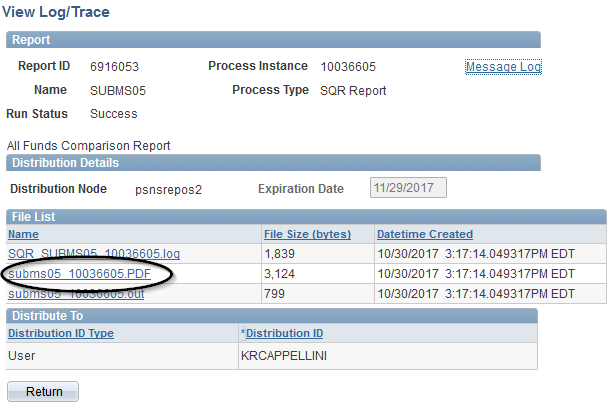 View Log/Trace
Report
Report ID 6916053 Process Instance 10036605 Message Log
Name SUBMS05 Process Type SQR Report
Run Status Success
All Funds Comparison Report
Distribution Details
Distribution Node psnsrepos2 Expiration Date 11/29/2017
File List
Name File Size (bytes) Datetime Created
SQR_SUBMS05_10036605.log 1,839 10/30/2017 3:17:14.049317PM EDT
subms05_10036605.PDF 3,124 10/30/2017 3:17:14.049317PM EDT
subms05_10036605.out 799 10/30/2017 3:17:14.049317PM EDT
Distribute To
Distribution ID Type *Distribution ID
User KRCAPPELLINI
Return